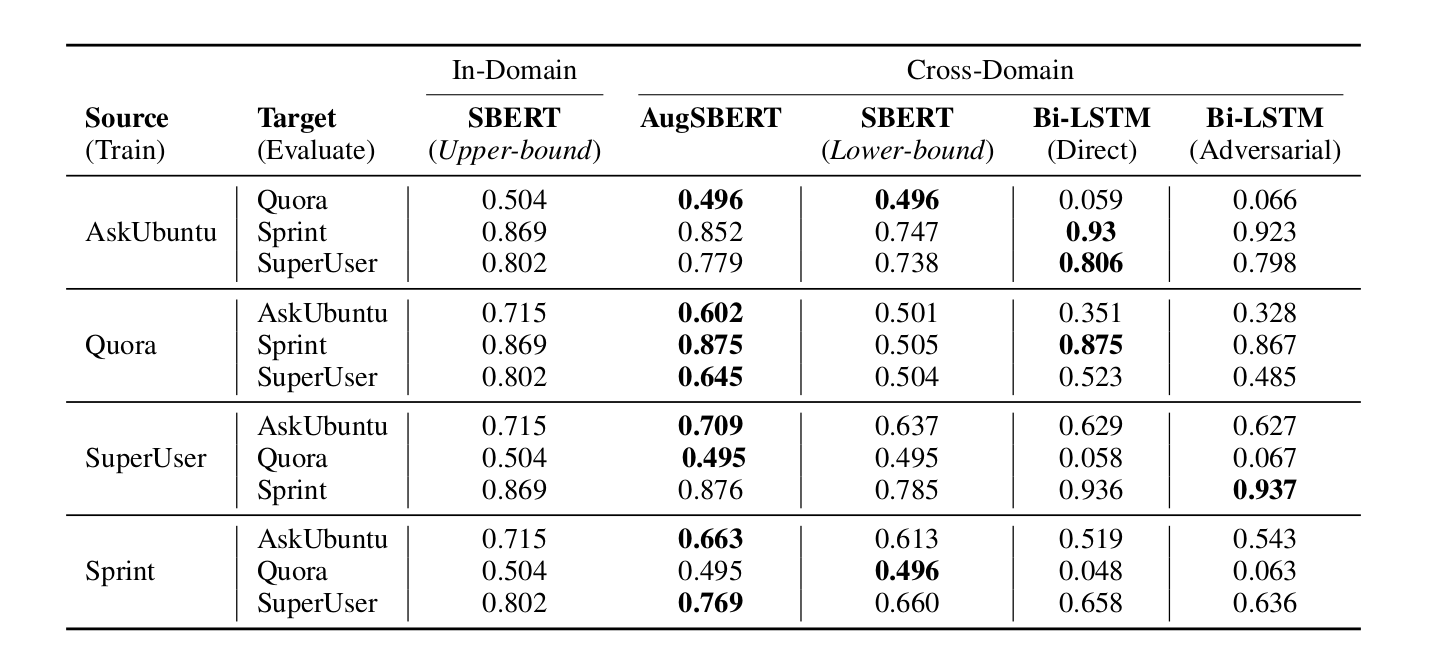 In-Domain Cross-Domain
Source Target SBERT AugSBERT SBERT Bi-LSTM Bi-LSTM
(Train) (Evaluate) (Upper-bound) (Lower-bound) (Direct) (Adversarial)
Quora 0.504 0.496 0.496 0.059 0.066
AskUbuntu Sprint 0.869 0.852 0.747 0.93 0.923
SuperUser 0.802 0.779 0.738 0.806 0.798
AskUbuntu 0.715 0.602 0.501 0.351 0.328
Quora Sprint 0.869 0.875 0.505 0.875 0.867
SuperUser 0.802 0.645 0.504 0.523 0.485
AskUbuntu 0.715 0.709 0.637 0.629 0.627
SuperUser Quora 0.504 0.495 0.495 0.058 0.067
Sprint 0.869 0.876 0.785 0.936 0.937
AskUbuntu 0.715 0.663 0.613 0.519 0.543
Sprint Quora 0.504 0.495 0.496 0.048 0.063
SuperUser 0.802 0.769 0.660 0.658 0.636